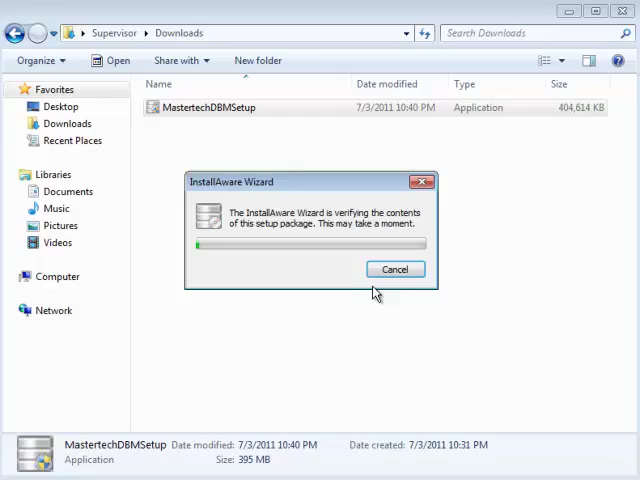 Supervisor
Downloads
Search Downloads
Organize
Open
Share with
New folder
Name
Date modified
Type
Size
Favorites
Desktop
Downloads
Recent Places
Libraries
Documents
Music
Pictures
Videos
Computer
Network
MastertechDBMSetup
7/3/2011 10:40 PM
Application
404,614 KB
InstallAware Wizard
The InstallAware Wizard is verifying the contents
of this setup package. This may take a moment.
Cancel
MastertechDBMSetup Date modified: 7/3/2011 10:40 PM Date created: 7/3/2011 10:31 PM
Application Size: 395 MB